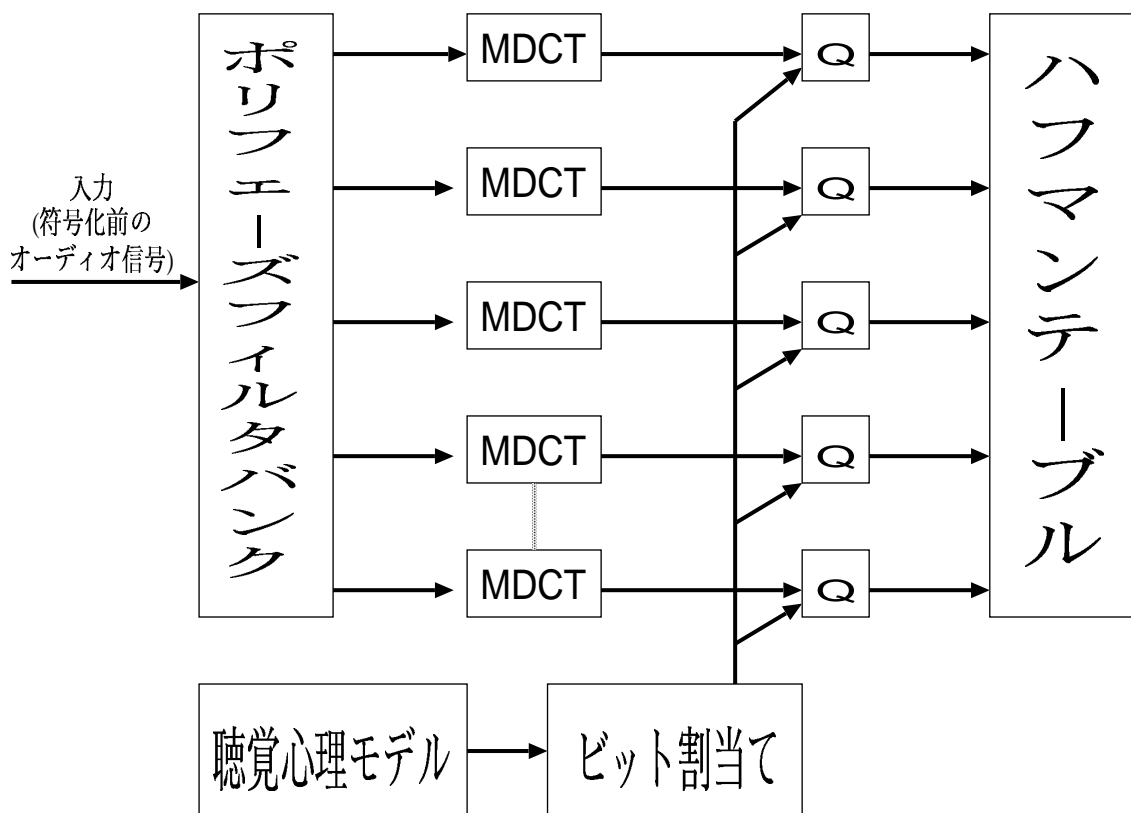 入力
(符号化前の
オーディオ信号)
ポリフェーズフィルタバンク
MDCT
Q
MDCT
Q
MDCT
Q
MDCT
Q
MDCT
Q
ハフマンテーブル
聴覚心理モデル
ビット割当て